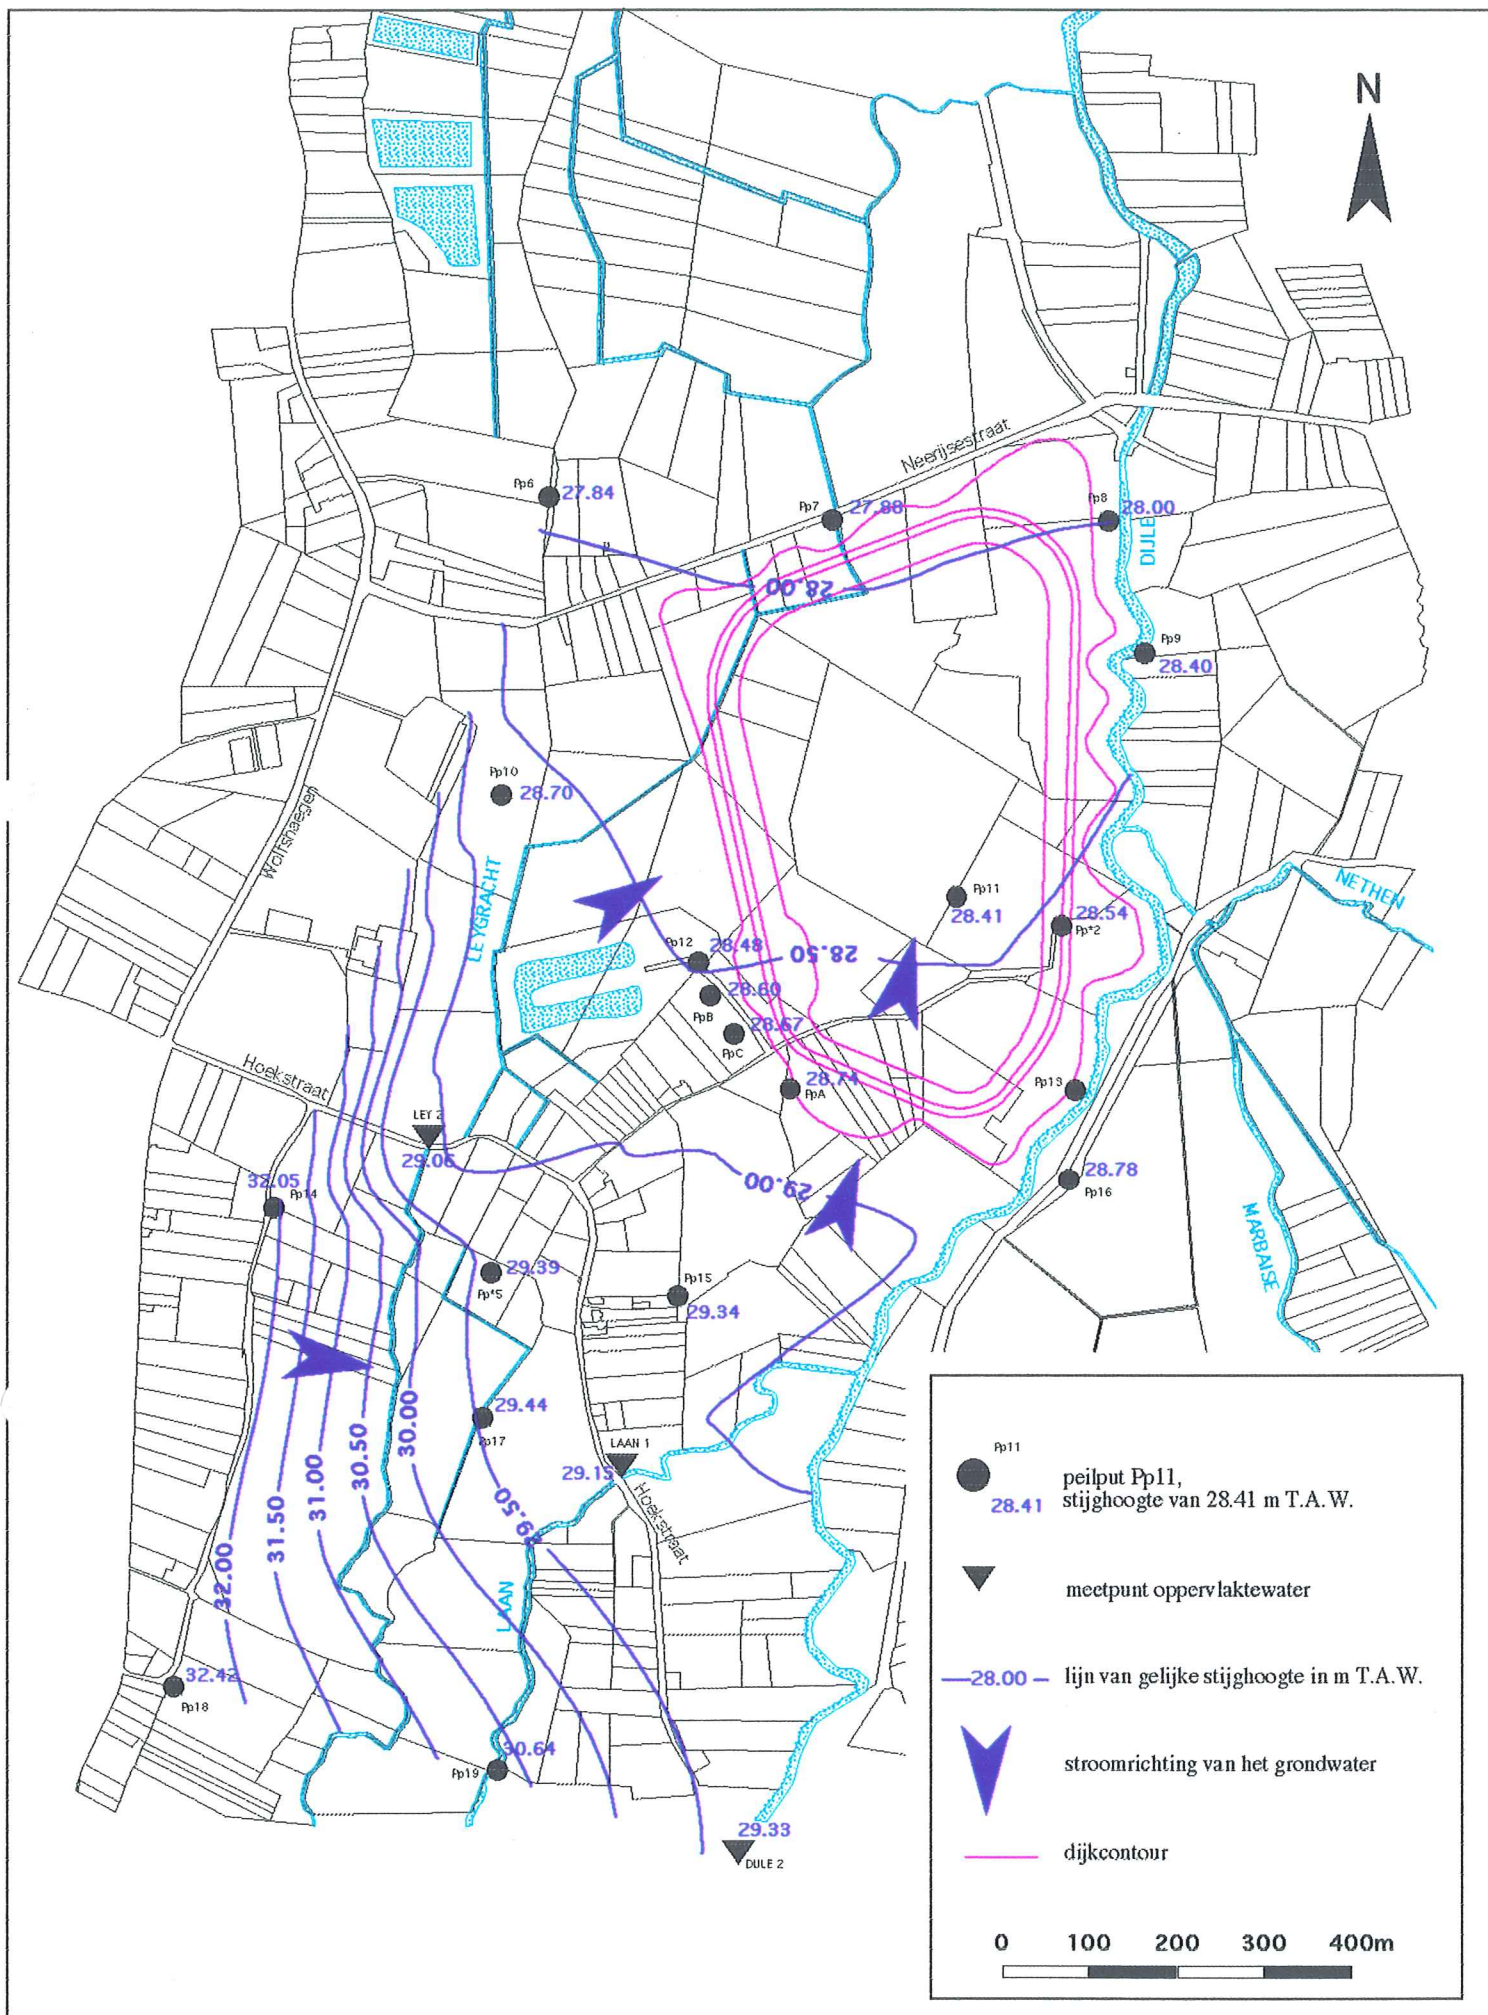 N
Neerijsestraat
Pp6
27.84
Pp7
27.88
Pp8
28.00
DIJLE
28.00
Pp9
28.40
Pp10
28.70
Wolfshaegen
LEYGRACHT
NETHEN
Pp11
28.41
28.54
Pp*2
Pp12
28.48
28.50
28.60
PpB
28.67
PpC
Hoekstraat
28.74
PpA
Pp13
LEY 2
29.06
32.05
Pp14
29.00
28.78
Pp16
MARBAISE
29.39
Pp*5
Pp15
29.34
29.44
Pp17
LAAN 1
29.15
Hoekstraat
30.00
30.50
31.00
31.50
32.00
29.50
LAAN
32.42
Pp18
30.64
Pp19
29.33
DIJLE 2
Pp11
28.41
peilput Pp11,
stijghoogte van 28.41 m T.A.W.
meetpunt oppervlaktewater
28.00
lijn van gelijke stijghoogte in m T.A.W.
stroomrichting van het grondwater
dijkcontour
0 100 200 300 400m